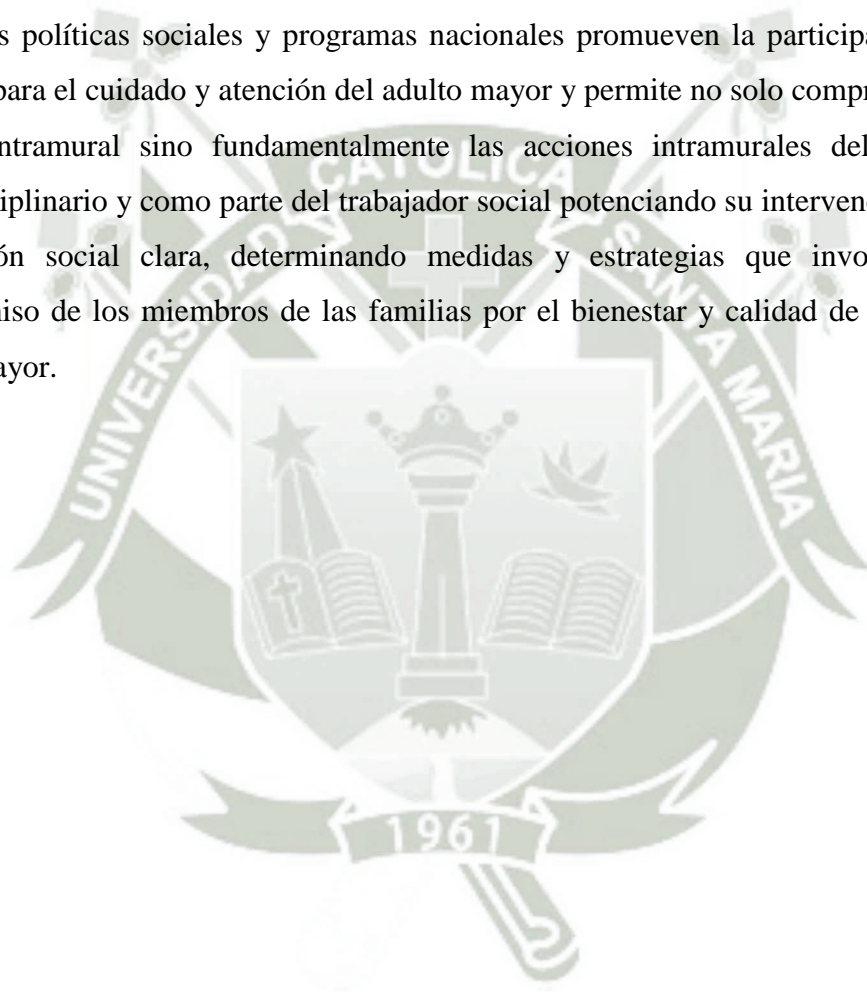 s políticas sociales y programas nacionales promueven la particip
para el cuidado y atención del adulto mayor y permite no solo compr
ntramural sino fundamentalmente las acciones intramurales del
iplinario y como parte del trabajador social potenciando su interven
ón social clara, determinando medidas y estrategias que invo
iso de los miembros de las familias por el bienestar y calidad de
ayor.
UNIVERSIDAD CATOLICA SANTA MARIA
1961